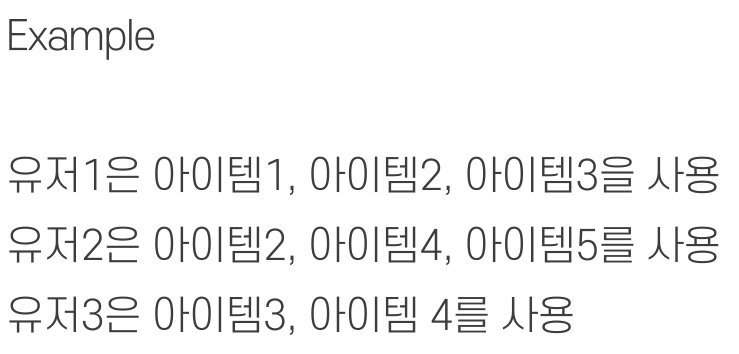 Example
유저1은 아이템1, 아이템2, 아이템3을 사용
유저2은 아이템2, 아이템4, 아이템5를 사용
유저3은 아이템3, 아이템 4를 사용